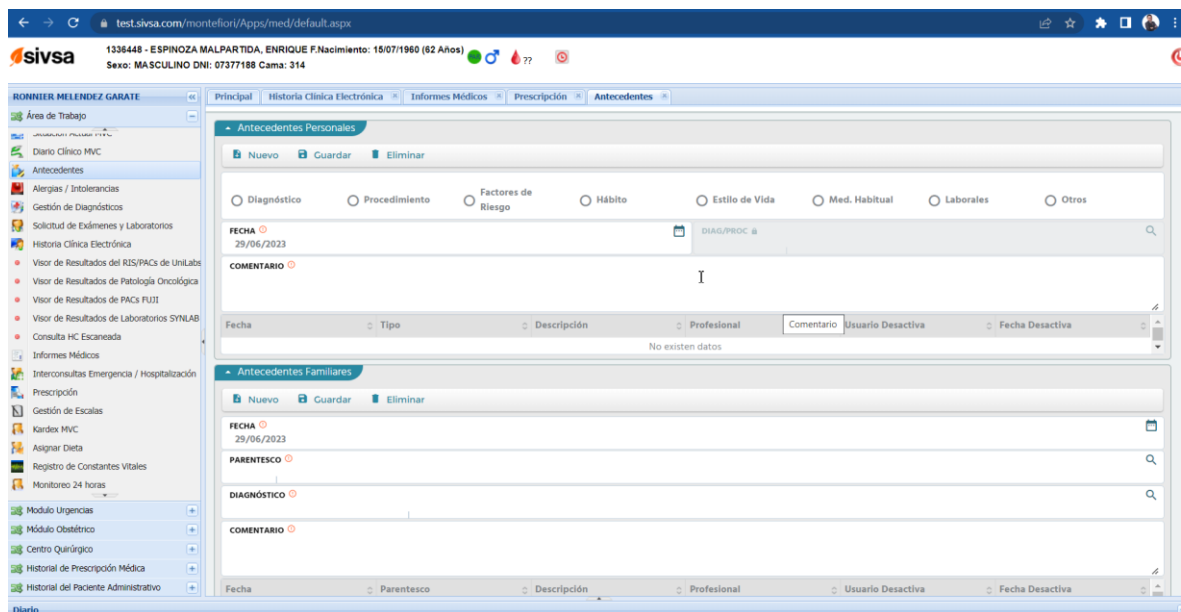 test.sivsa.com/montefiori/Apps/med/default.aspx
sivsa
1336448 - ESPINOZA MALPARTIDA, ENRIQUE F.Nacimiento: 15/07/1960 (62 Años)
Sexo: MASCULINO DNI: 07377188 Cama: 314
??
RONNIER MELENDEZ GARATE
Principal Historia Clínica Electrónica Informes Médicos Prescripción Antecedentes
Área de Trabajo
Situación Actual MVC
Diario Clínico MVC
Antecedentes
Alergias / Intolerancias
Gestión de Diagnósticos
Solicitud de Exámenes y Laboratorios
Historia Clínica Electrónica
Visor de Resultados del RIS/PACs de UniLabs
Visor de Resultados de Patología Oncológica
Visor de Resultados de PACs FUJI
Visor de Resultados de Laboratorios SYNLAB
Consulta HC Escaneada
Informes Médicos
Interconsultas Emergencia / Hospitalización
Prescripción
Gestión de Escalas
Kardex MVC
Asignar Dieta
Registro de Constantes Vitales
Monitoreo 24 horas
Modulo Urgencias
Módulo Obstétrico
Centro Quirúrgico
Historial de Prescripción Médica
Historial del Paciente Administrativo
Diario
Antecedentes Personales
Nuevo Guardar Eliminar
Diagnóstico Procedimiento Factores de Riesgo Hábito Estilo de Vida Med. Habitual Laborales Otros
FECHA
29/06/2023
DIAG/PROC
COMENTARIO
Fecha Tipo Descripción Profesional Usuario Desactiva Fecha Desactiva
Comentario
No existen datos
Antecedentes Familiares
Nuevo Guardar Eliminar
FECHA
29/06/2023
PARENTESCO
DIAGNÓSTICO
COMENTARIO
Fecha Parentesco Descripción Profesional Usuario Desactiva Fecha Desactiva